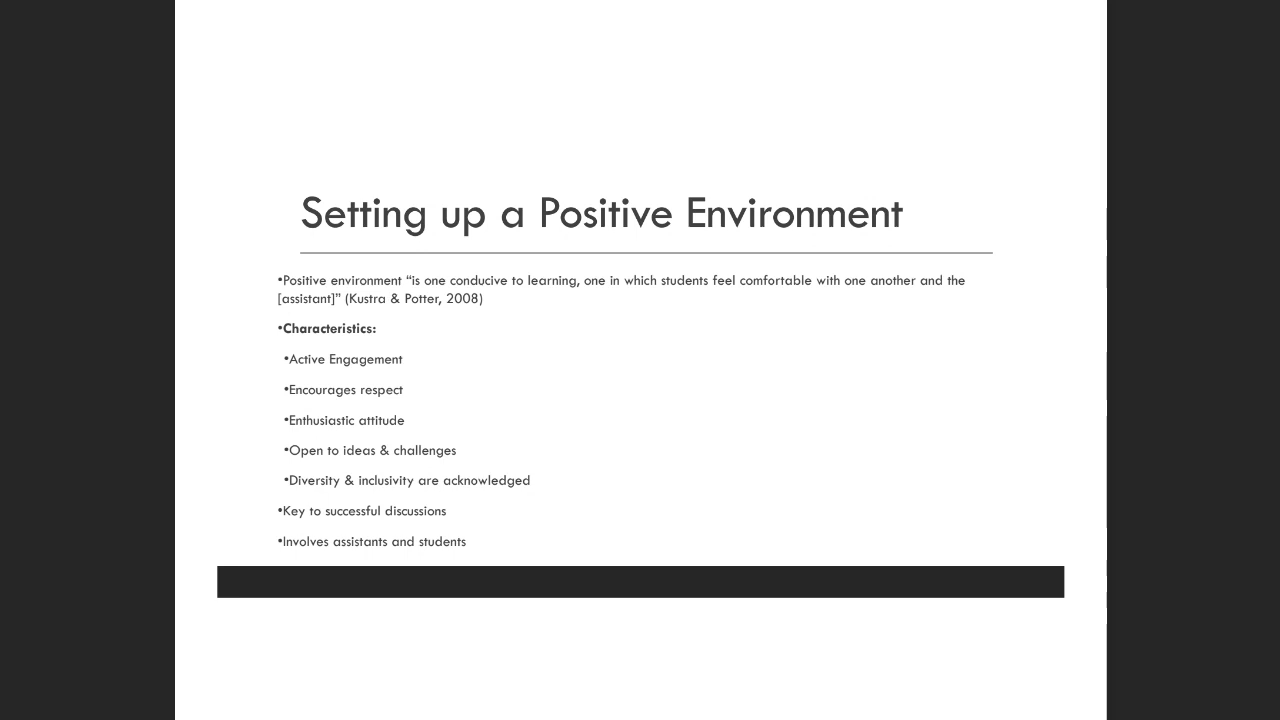 Setting up a Positive Environment
•Positive environment “is one conducive to learning, one in which students feel comfortable with one another and the
[assistant]” (Kustra & Potter, 2008)
•Characteristics:
•Active Engagement
•Encourages respect
•Enthusiastic attitude
•Open to ideas & challenges
•Diversity & inclusivity are acknowledged
•Key to successful discussions
•Involves assistants and students